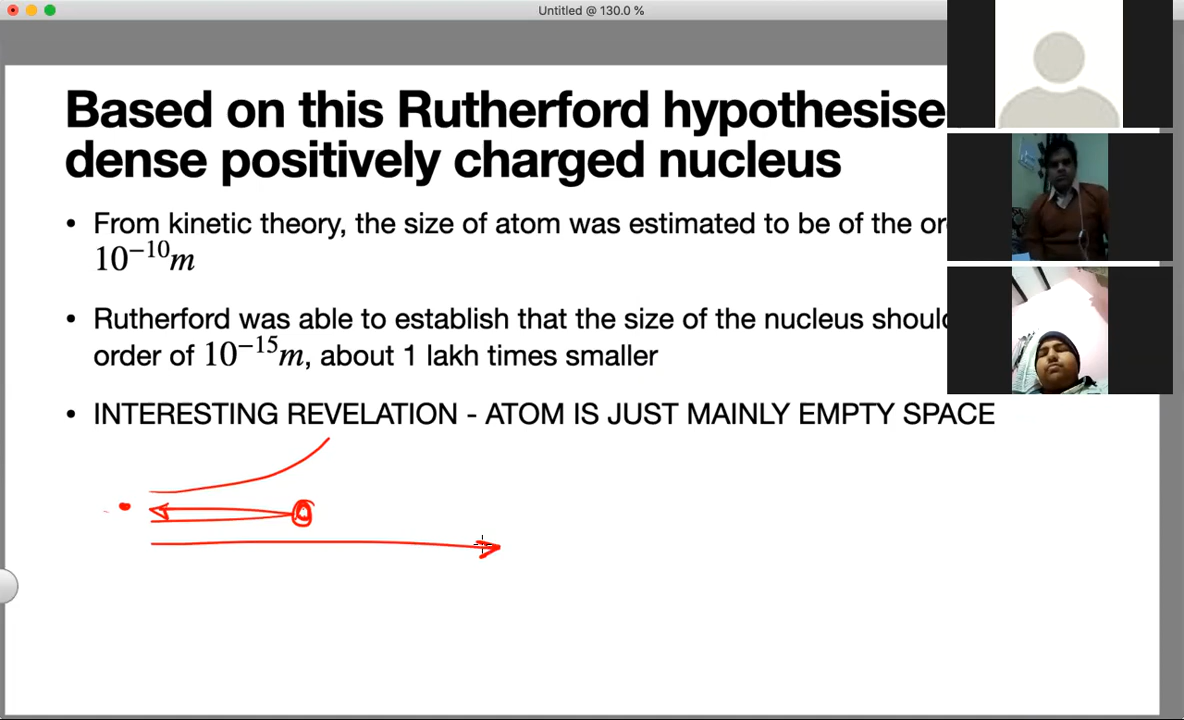 Untitled @ 130.0 %
Based on this Rutherford hypothesise
dense positively charged nucleus
• From kinetic theory, the size of atom was estimated to be of the or
10⁻¹⁰m
• Rutherford was able to establish that the size of the nucleus shoul
order of 10⁻¹⁵m, about 1 lakh times smaller
• INTERESTING REVELATION - ATOM IS JUST MAINLY EMPTY SPACE